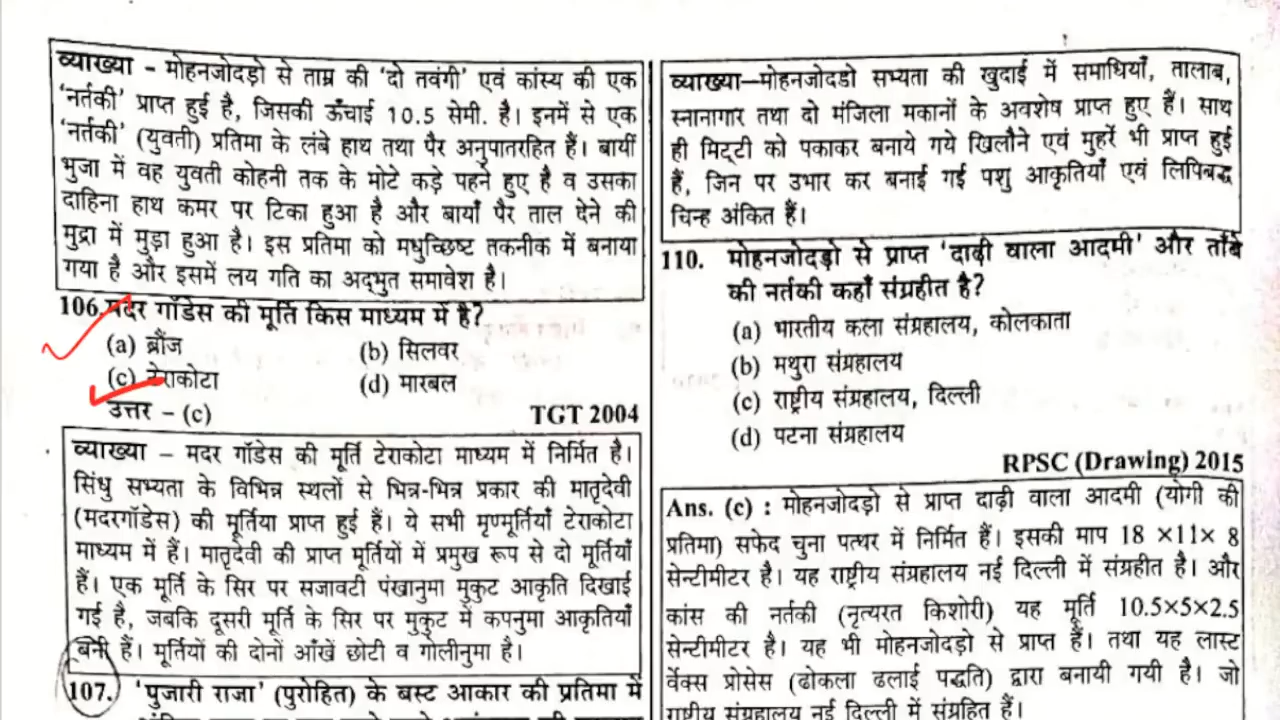 व्याख्या - मोहनजोदड़ो से ताम्र की 'दो तवंगी' एवं कांस्य की एक
'नर्तकी' प्राप्त हुई है, जिसकी ऊँचाई 10.5 सेमी. है। इनमें से एक
'नर्तकी' (युवती) प्रतिमा के लंबे हाथ तथा पैर अनुपातरहित हैं। बायीं
भुजा में वह युवती कोहनी तक के मोटे कड़े पहने हुए है व उसका
दाहिना हाथ कमर पर टिका हुआ है और बायाँ पैर ताल देने की
मुद्रा में मुड़ा हुआ है। इस प्रतिमा को मधुच्छिष्ट तकनीक में बनाया
गया है और इसमें लय गति का अद्भुत समावेश है।
106. मदर गॉडेस की मूर्ति किस माध्यम में है?
(a) ब्रौंज (b) सिलवर
(c) टेराकोटा (d) मारबल
उत्तर – (c) TGT 2004
व्याख्या – मदर गॉडेस की मूर्ति टेराकोटा माध्यम में निर्मित है।
सिंधु सभ्यता के विभिन्न स्थलों से भिन्न-भिन्न प्रकार की मातृदेवी
(मदरगॉडेस) की मूर्तिया प्राप्त हुई हैं। ये सभी मृण्मूर्तियाँ टेराकोटा
माध्यम में हैं। मातृदेवी की प्राप्त मूर्तियों में प्रमुख रूप से दो मूर्तियाँ
हैं। एक मूर्ति के सिर पर सजावटी पंखानुमा मुकुट आकृति दिखाई
गई है, जबकि दूसरी मूर्ति के सिर पर मुकुट में कपनुमा आकृतियाँ
बनी हैं। मूर्तियों की दोनों आँखें छोटी व गोलीनुमा है।
107. 'पुजारी राजा' (पुरोहित) के बस्ट आकार की प्रतिमा में
व्याख्या—मोहनजोदडो सभ्यता की खुदाई में समाधियाँ, तालाब,
स्नानागार तथा दो मंजिला मकानों के अवशेष प्राप्त हुए हैं। साथ
ही मिट्टी को पकाकर बनाये गये खिलौने एवं मुहरें भी प्राप्त हुई
हैं, जिन पर उभार कर बनाई गई पशु आकृतियाँ एवं लिपिबद्ध
चिन्ह अंकित हैं।
110. मोहनजोदड़ो से प्राप्त 'दाढ़ी वाला आदमी' और ताँबे
की नर्तकी कहाँ संग्रहीत है?
(a) भारतीय कला संग्रहालय, कोलकाता
(b) मथुरा संग्रहालय
(c) राष्ट्रीय संग्रहालय, दिल्ली
(d) पटना संग्रहालय
RPSC (Drawing) 2015
Ans. (c) : मोहनजोदड़ो से प्राप्त दाढ़ी वाला आदमी (योगी की
प्रतिमा) सफेद चुना पत्थर में निर्मित हैं। इसकी माप 18 ×11× 8
सेन्टीमीटर है। यह राष्ट्रीय संग्रहालय नई दिल्ली में संग्रहीत है। और
कांस की नर्तकी (नृत्यरत किशोरी) यह मूर्ति 10.5×5×2.5
सेन्टीमीटर है। यह भी मोहनजोदड़ो से प्राप्त हैं। तथा यह लास्ट
र्वेक्स प्रोसेस (ढोकला ढलाई पद्धति) द्वारा बनायी गयी है। जो
राष्ट्रीय संग्रहालय नई दिल्ली में संग्रहित हैं।